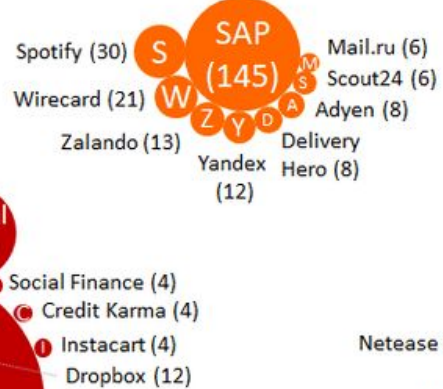 SAP
(145)
Spotify (30)
S
Wirecard (21)
W
Zalando (13)
Z
Yandex
(12)
Y
Delivery
Hero (8)
D
Adyen (8)
A
Scout24 (6)
S
Mail.ru (6)
M
Social Finance (4)
Credit Karma (4)
C
Instacart (4)
I
Dropbox (12)
Netease